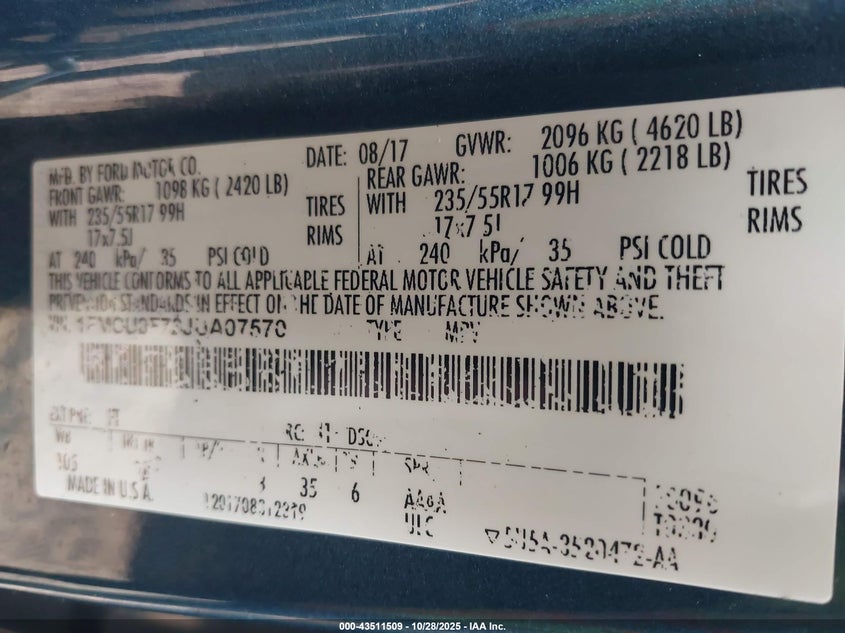 MFD. BY FORD MOTOR CO.
DATE: 08/17 GVWR: 2096 KG ( 4620 LB)
FRONT GAWR: 1098 KG ( 2420 LB)
REAR GAWR: 1006 KG ( 2218 LB)
WITH 235/55R17 99H TIRES
WITH 235/55R17 99H TIRES
17x7.5J RIMS
17x7.5J RIMS
AT 240 kPa/ 35 PSI COLD
AT 240 kPa/ 35 PSI COLD
THIS VEHICLE CONFORMS TO ALL APPLICABLE FEDERAL MOTOR VEHICLE SAFETY AND THEFT
PREVENTION STANDARDS IN EFFECT ON THE DATE OF MANUFACTURE SHOWN ABOVE.
TYPE MPV
EXT PNT:
WB
105 35 6
MADE IN U.S.A.
000-43511509 | 10/28/2025 - IAA Inc.